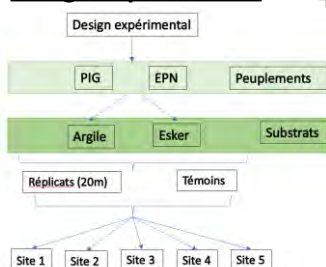 Design expérimental
PIG EPN Peuplements
Argile Esker Substrats
Réplicats (20m) Témoins
Site 1 Site 2 Site 3 Site 4 Site 5